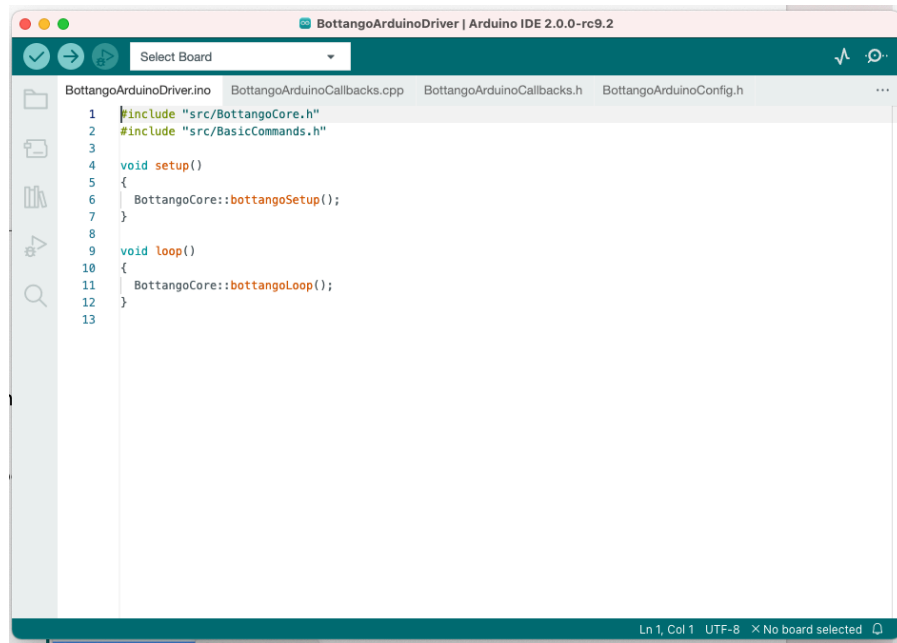 BottangoArduinoDriver | Arduino IDE 2.0.0-rc9.2
Select Board
BottangoArduinoDriver.ino BottangoArduinoCallbacks.cpp BottangoArduinoCallbacks.h BottangoArduinoConfig.h ...
1 #include "src/BottangoCore.h"
2 #include "src/BasicCommands.h"
3
4 void setup()
5 {
6 BottangoCore::bottangoSetup();
7 }
8
9 void loop()
10 {
11 BottangoCore::bottangoLoop();
12 }
13
Ln 1, Col 1 UTF-8 × No board selected